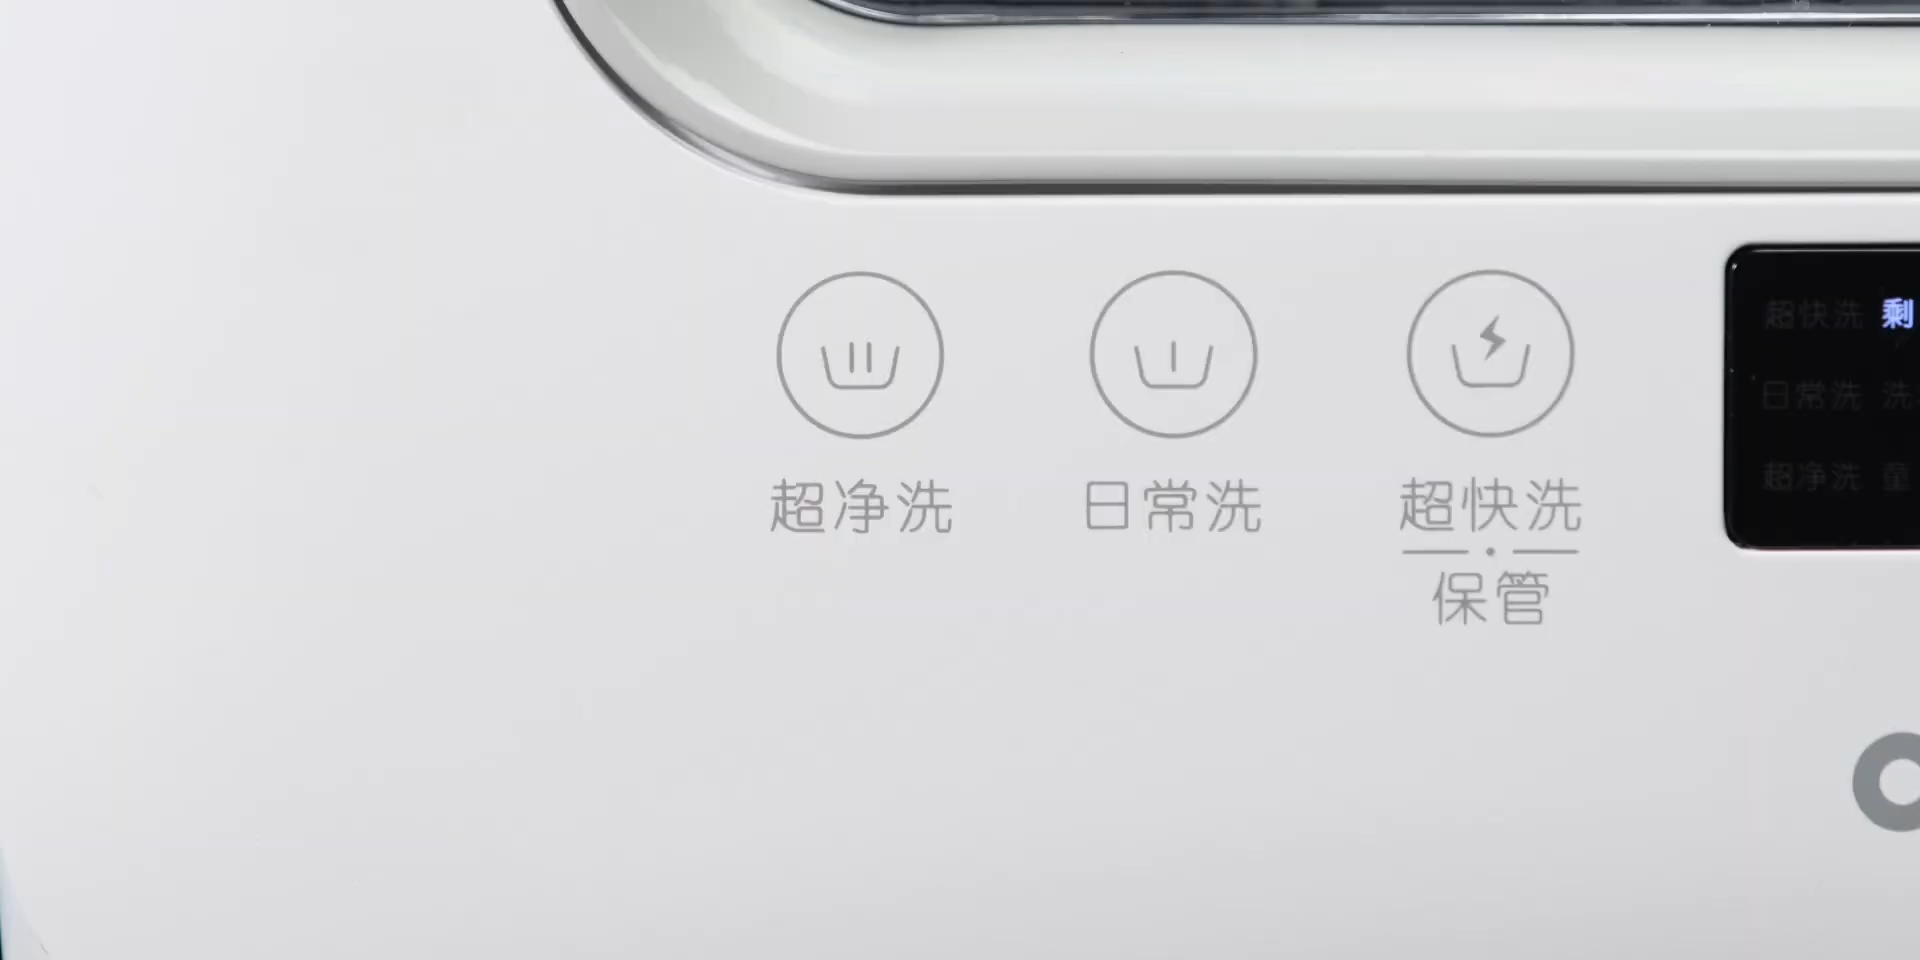 超净洗
日常洗
超快洗
保管
超快洗 剩
日常洗 洗
超净洗 童